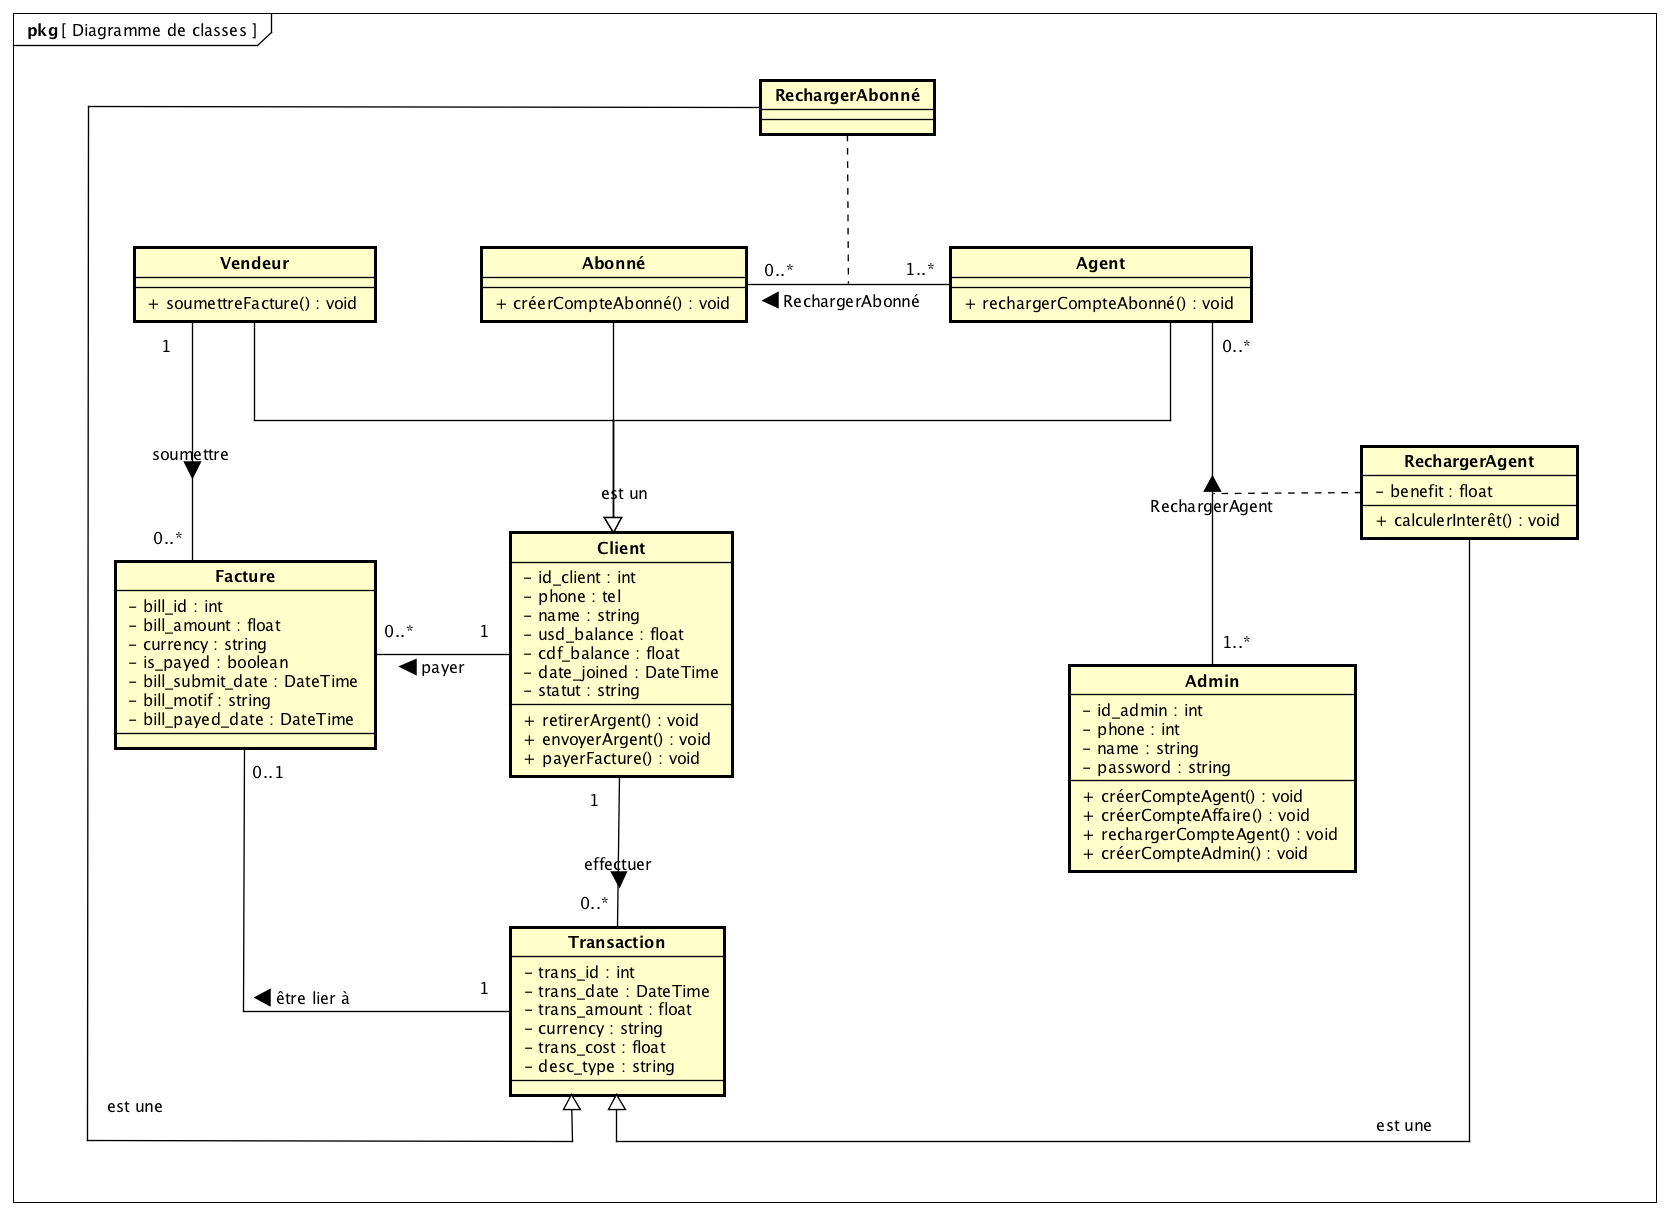 pkg [ Diagramme de classes ]
RechargerAbonné
Vendeur
+ soumettreFacture() : void
Abonné
+ créerCompteAbonné() : void
0..*
1..*
RechargerAbonné
Agent
+ rechargerCompteAbonné() : void
1
0..*
soumettre
est un
RechargerAgent
RechargerAgent
- benefit : float
+ calculerInterêt() : void
0..*
Facture
- bill_id : int
- bill_amount : float
- currency : string
- is_payed : boolean
- bill_submit_date : DateTime
- bill_motif : string
- bill_payed_date : DateTime
0..*
1
payer
Client
- id_client : int
- phone : tel
- name : string
- usd_balance : float
- cdf_balance : float
- date_joined : DateTime
- statut : string
+ retirerArgent() : void
+ envoyerArgent() : void
+ payerFacture() : void
1..*
Admin
- id_admin : int
- phone : int
- name : string
- password : string
+ créerCompteAgent() : void
+ créerCompteAffaire() : void
+ rechargerCompteAgent() : void
+ créerCompteAdmin() : void
0..1
1
effectuer
0..*
1
être lier à
Transaction
- trans_id : int
- trans_date : DateTime
- trans_amount : float
- currency : string
- trans_cost : float
- desc_type : string
est une
est une